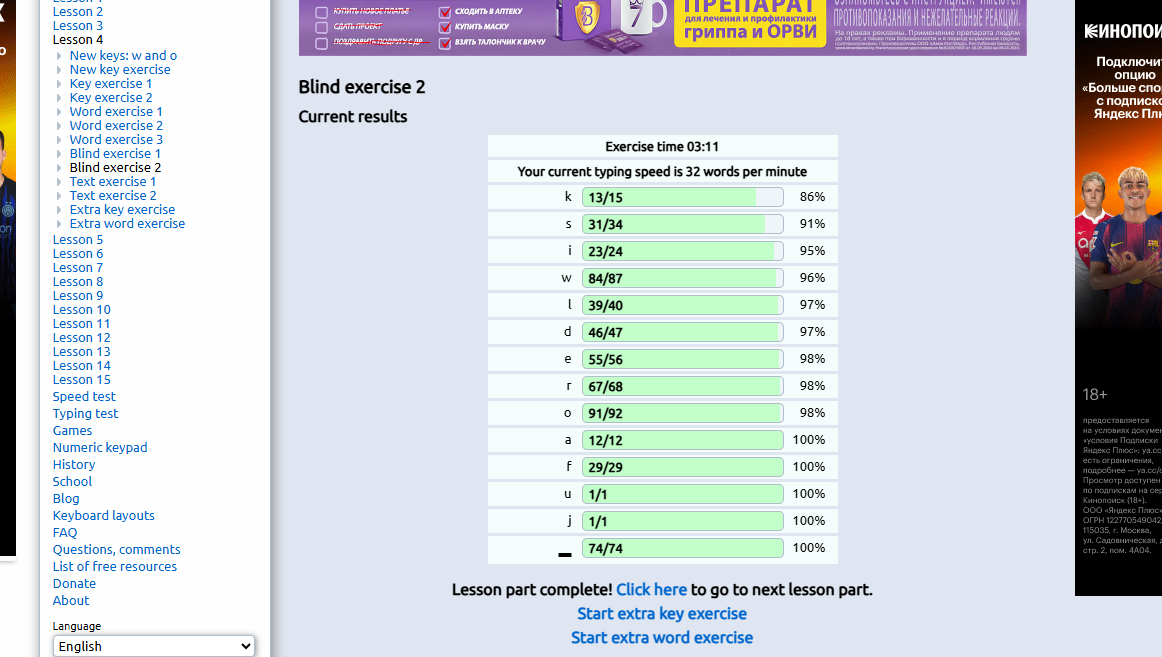 Lesson 1
Lesson 2
Lesson 3
Lesson 4
New keys: w and o
New key exercise
Key exercise 1
Key exercise 2
Word exercise 1
Word exercise 2
Word exercise 3
Blind exercise 1
Blind exercise 2
Text exercise 1
Text exercise 2
Extra key exercise
Extra word exercise
Lesson 5
Lesson 6
Lesson 7
Lesson 8
Lesson 9
Lesson 10
Lesson 11
Lesson 12
Lesson 13
Lesson 14
Lesson 15
Speed test
Typing test
Games
Numeric keypad
History
School
Blog
Keyboard layouts
FAQ
Questions, comments
List of free resources
Donate
About
Language
English
КУПИТЬ НОВОЕ ПЛАТЬЕ
СДАТЬ ПРОЕКТ
ПОЗДРАВИТЬ ПОДРУГУ С ДР
СХОДИТЬ В АПТЕКУ
КУПИТЬ МАСКУ
ВЗЯТЬ ТАЛОНЧИК К ВРАЧУ
3
7
ПРЕПАРАТ
для лечения и профилактики
гриппа и ОРВИ
ПРОТИВОПОКАЗАНИЯ И НЕЖЕЛАТЕЛЬНЫЕ РЕАКЦИИ.
На правах рекламы. Применение препарата людям
Blind exercise 2
Current results
Exercise time 03:11
Your current typing speed is 32 words per minute
k 13/15 86%
s 31/34 91%
i 23/24 95%
w 84/87 96%
l 39/40 97%
d 46/47 97%
e 55/56 98%
r 67/68 98%
o 91/92 98%
a 12/12 100%
f 29/29 100%
u 1/1 100%
j 1/1 100%
_ 74/74 100%
Lesson part complete! Click here to go to next lesson part.
Start extra key exercise
Start extra word exercise
КИНОПОИ
Подключит
опцию
«Больше спо
с подписко
Яндекс Плю
18+
предоставляется
на условиях докумен
«условия Подписки
Яндекс Плюс»: ya.cc
есть ограничения,
подробнее — ya.cc/
Просмотр доступен
по подпискам на сер
Кинопоиск (18+).
ООО «Яндекс Плюс»
ОГРН 1227700549042,
115035, г. Москва,
ул. Садовническая, д
стр. 2, пом. 4А04.